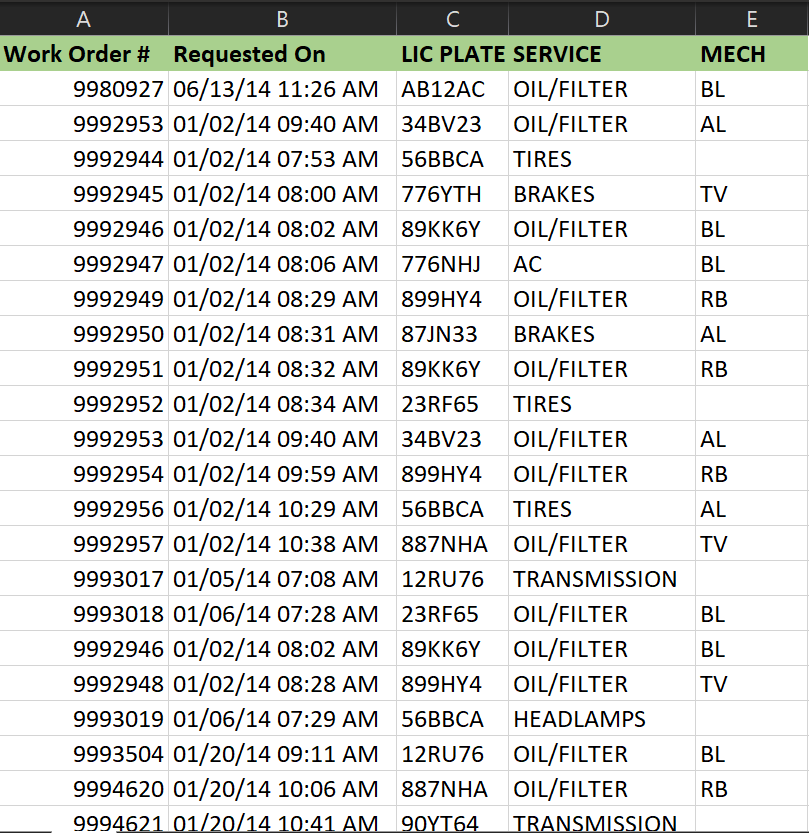 A B C D E
Work Order # Requested On LIC PLATE SERVICE MECH
9980927 06/13/14 11:26 AM AB12AC OIL/FILTER BL
9992953 01/02/14 09:40 AM 34BV23 OIL/FILTER AL
9992944 01/02/14 07:53 AM 56BBCA TIRES
9992945 01/02/14 08:00 AM 776YTH BRAKES TV
9992946 01/02/14 08:02 AM 89KK6Y OIL/FILTER BL
9992947 01/02/14 08:06 AM 776NHJ AC BL
9992949 01/02/14 08:29 AM 899HY4 OIL/FILTER RB
9992950 01/02/14 08:31 AM 87JN33 BRAKES AL
9992951 01/02/14 08:32 AM 89KK6Y OIL/FILTER RB
9992952 01/02/14 08:34 AM 23RF65 TIRES
9992953 01/02/14 09:40 AM 34BV23 OIL/FILTER AL
9992954 01/02/14 09:59 AM 899HY4 OIL/FILTER RB
9992956 01/02/14 10:29 AM 56BBCA TIRES AL
9992957 01/02/14 10:38 AM 887NHA OIL/FILTER TV
9993017 01/05/14 07:08 AM 12RU76 TRANSMISSION
9993018 01/06/14 07:28 AM 23RF65 OIL/FILTER BL
9992946 01/02/14 08:02 AM 89KK6Y OIL/FILTER BL
9992948 01/02/14 08:28 AM 899HY4 OIL/FILTER TV
9993019 01/06/14 07:29 AM 56BBCA HEADLAMPS
9993504 01/20/14 09:11 AM 12RU76 OIL/FILTER BL
9994620 01/20/14 10:06 AM 887NHA OIL/FILTER RB
9994621 01/20/14 10:41 AM 90YT64 TRANSMISSION